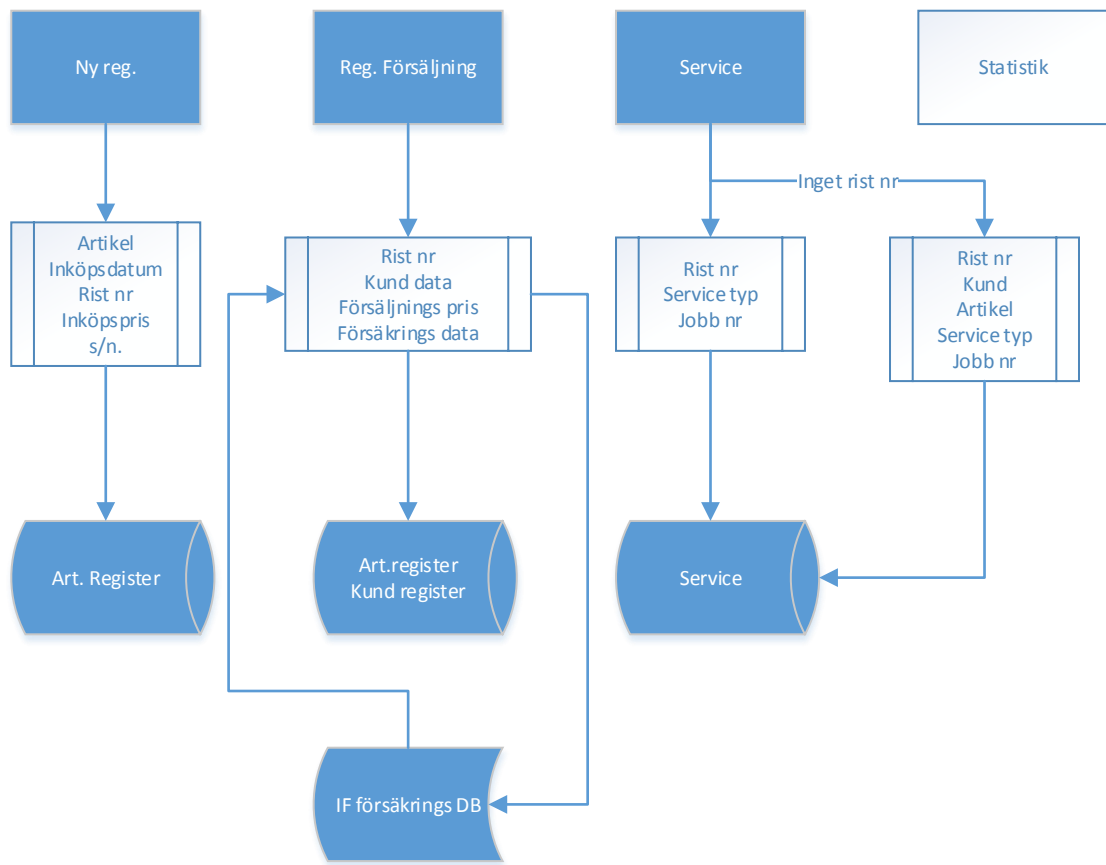 Ny reg.
Reg. Försäljning
Service
Statistik
Inget rist nr
Artikel
Inköpsdatum
Rist nr
Inköpspris
s/n.
Rist nr
Kund data
Försäljnings pris
Försäkrings data
Rist nr
Service typ
Jobb nr
Rist nr
Kund
Artikel
Service typ
Jobb nr
Art. Register
Art.register
Kund register
Service
IF försäkrings DB